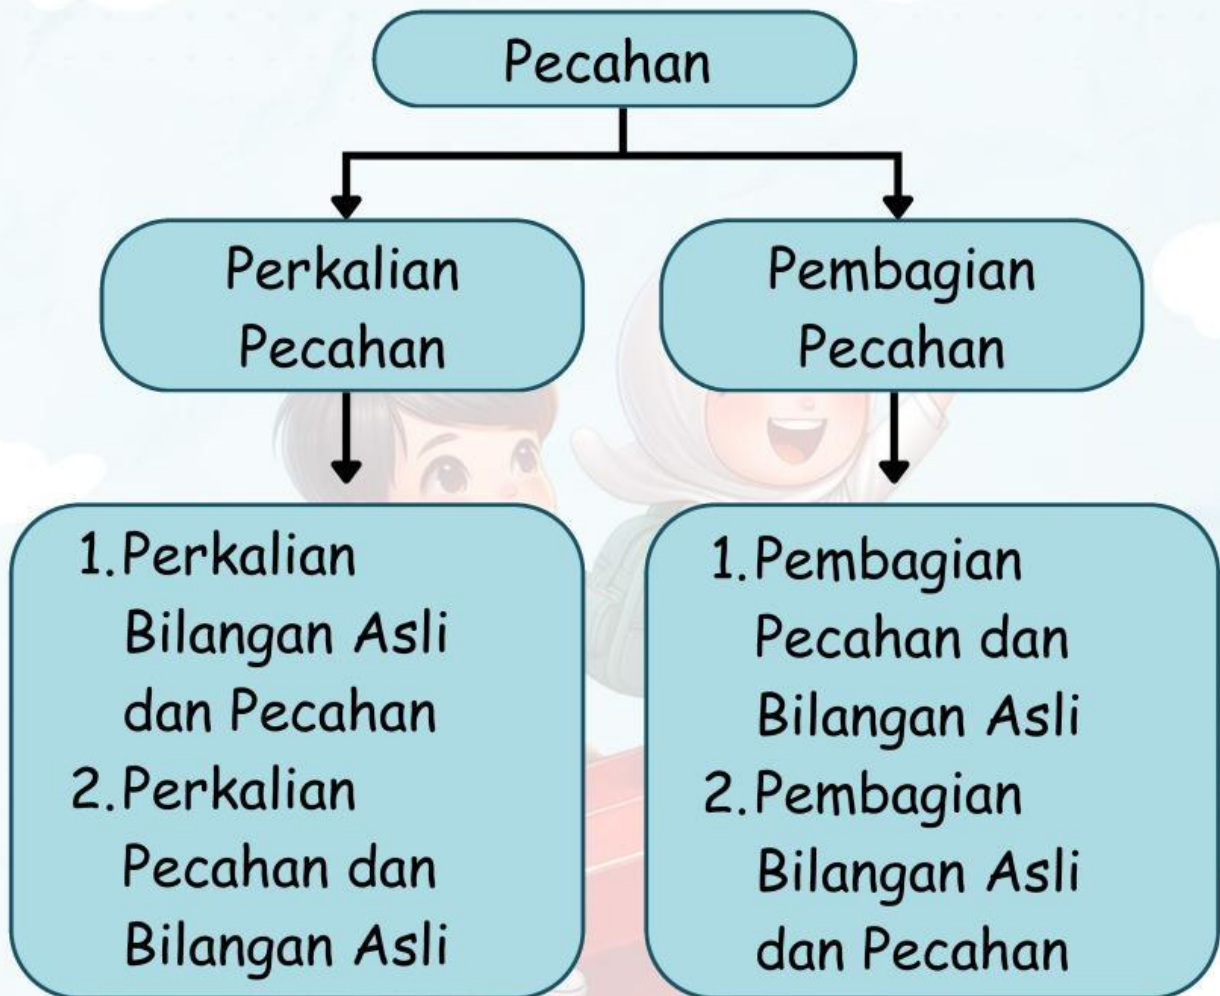 Pecahan
Perkalian
Pecahan
Pembagian
Pecahan
1. Perkalian
Bilangan Asli
dan Pecahan
2. Perkalian
Pecahan dan
Bilangan Asli
1. Pembagian
Pecahan dan
Bilangan Asli
2. Pembagian
Bilangan Asli
dan Pecahan